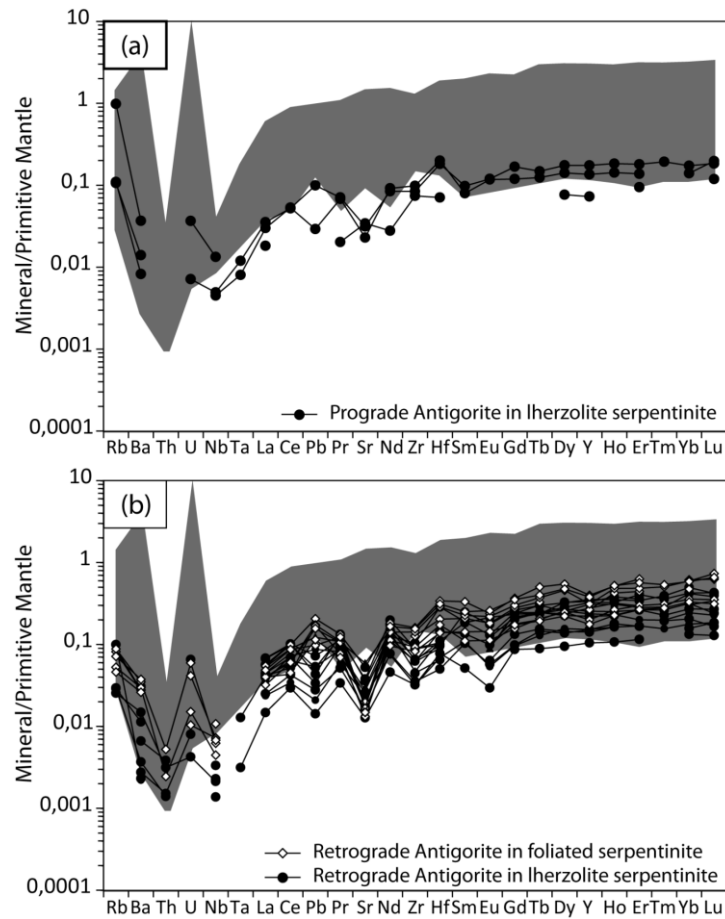 (a)
10
1
0,1
0,01
0,001
0,0001
Mineral/Primitive Mantle
Prograde Antigorite in lherzolite serpentinite
Rb Ba Th U Nb Ta La Ce Pb Pr Sr Nd Zr Hf Sm Eu Gd Tb Dy Y Ho Er Tm Yb Lu
(b)
10
1
0,1
0,01
0,001
0,0001
Mineral/Primitive Mantle
Retrograde Antigorite in foliated serpentinite
Retrograde Antigorite in lherzolite serpentinite
Rb Ba Th U Nb Ta La Ce Pb Pr Sr Nd Zr Hf Sm Eu Gd Tb Dy Y Ho Er Tm Yb Lu